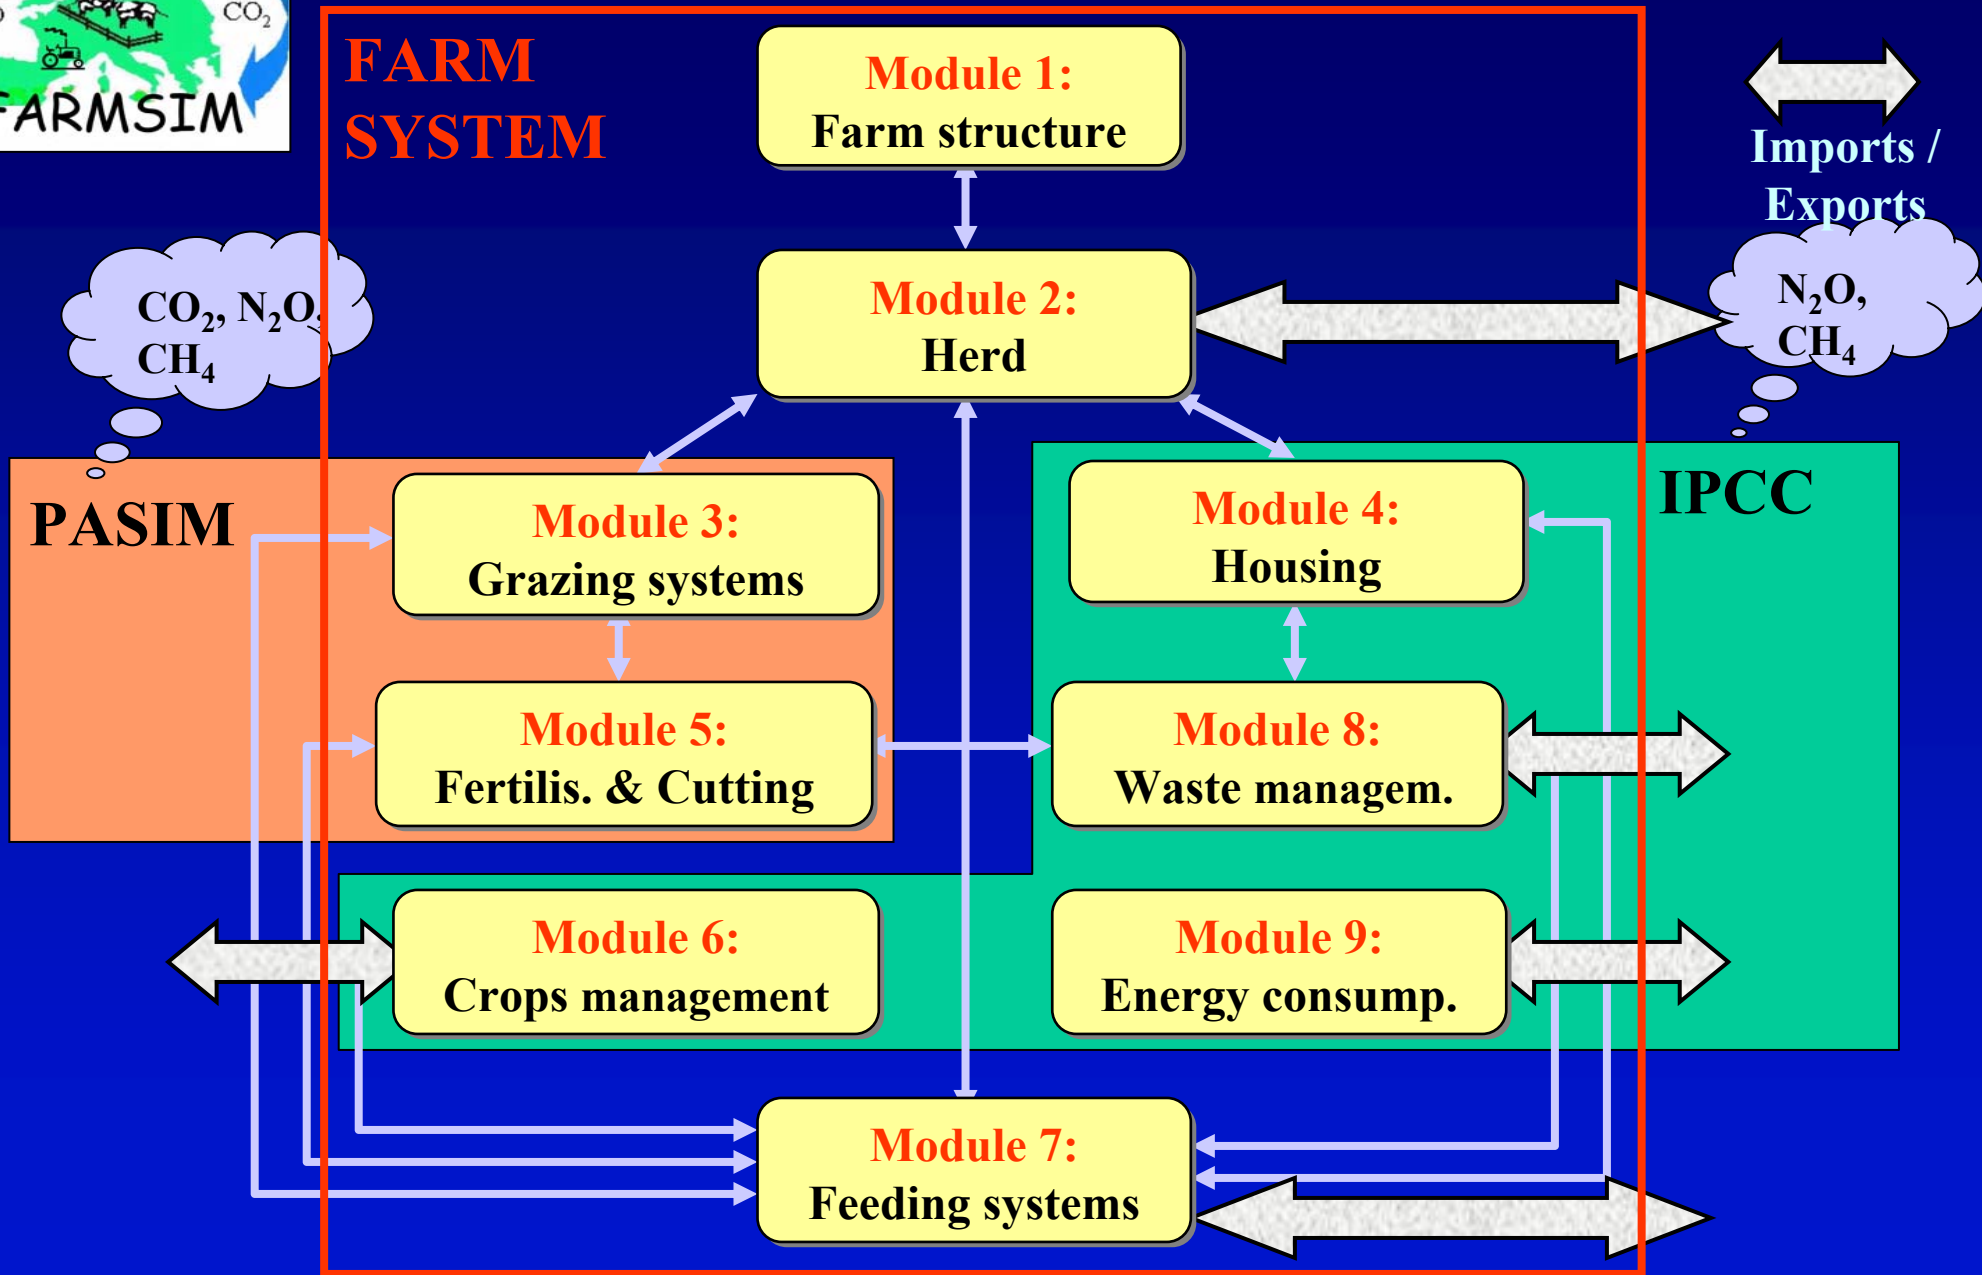 CO₂
FARMSIM
FARM
SYSTEM
Module 1:
Farm structure
Imports /
Exports
CO₂, N₂O,
CH₄
Module 2:
Herd
N₂O,
CH₄
PASIM
Module 3:
Grazing systems
Module 4:
Housing
IPCC
Module 5:
Fertilis. & Cutting
Module 8:
Waste managem.
Module 6:
Crops management
Module 9:
Energy consump.
Module 7:
Feeding systems